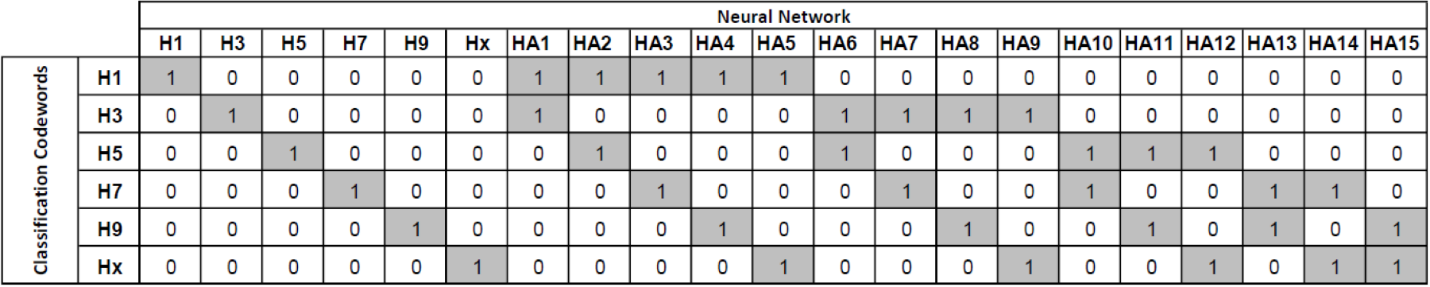 Neural Network
H1 H3 H5 H7 H9 Hx HA1 HA2 HA3 HA4 HA5 HA6 HA7 HA8 HA9 HA10 HA11 HA12 HA13 HA14 HA15
Classification Codewords
H1 1 0 0 0 0 0 1 1 1 1 1 0 0 0 0 0 0 0 0 0 0
H3 0 1 0 0 0 0 1 0 0 0 0 1 1 1 1 0 0 0 0 0 0
H5 0 0 1 0 0 0 0 1 0 0 0 1 0 0 0 1 1 1 0 0 0
H7 0 0 0 1 0 0 0 0 1 0 0 0 1 0 0 1 0 0 1 1 0
H9 0 0 0 0 1 0 0 0 0 1 0 0 0 1 0 0 1 0 1 0 1
Hx 0 0 0 0 0 1 0 0 0 0 1 0 0 0 1 0 0 1 0 1 1